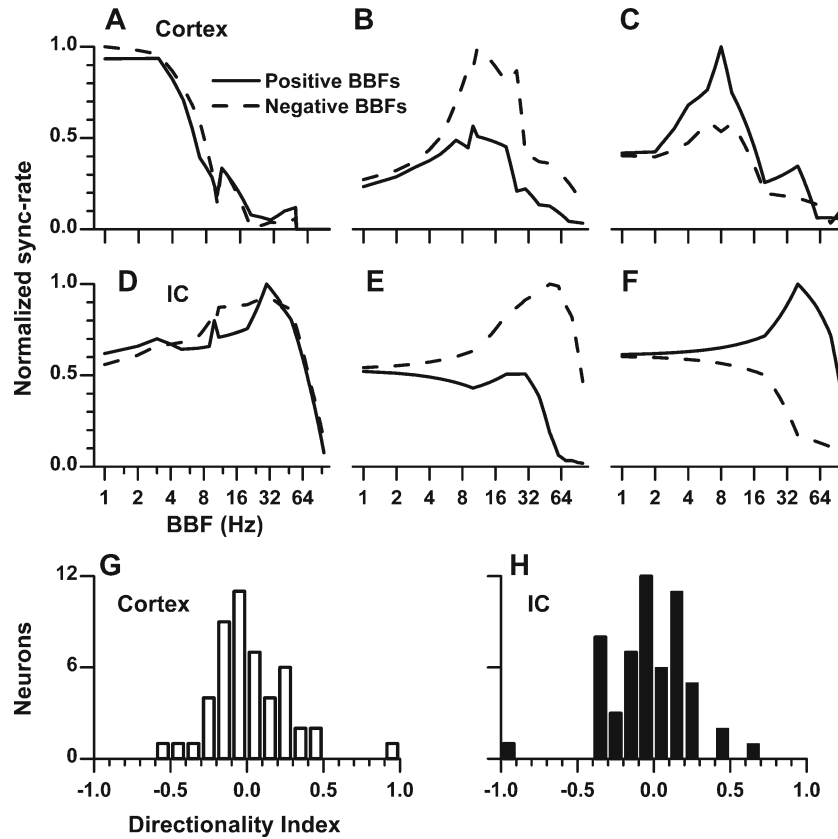 A
Cortex
B
C
1.0
Positive BBFs
Negative BBFs
0.5
0.0
Normalized sync-rate
D
IC
E
F
1.0
0.5
0.0
1 2 4 8 16 32 64
1 2 4 8 16 32 64
1 2 4 8 16 32 64
BBF (Hz)
G
H
12
Cortex
IC
6
0
Neurons
-1.0 -0.5 0.0 0.5 1.0
-1.0 -0.5 0.0 0.5 1.0
Directionality Index